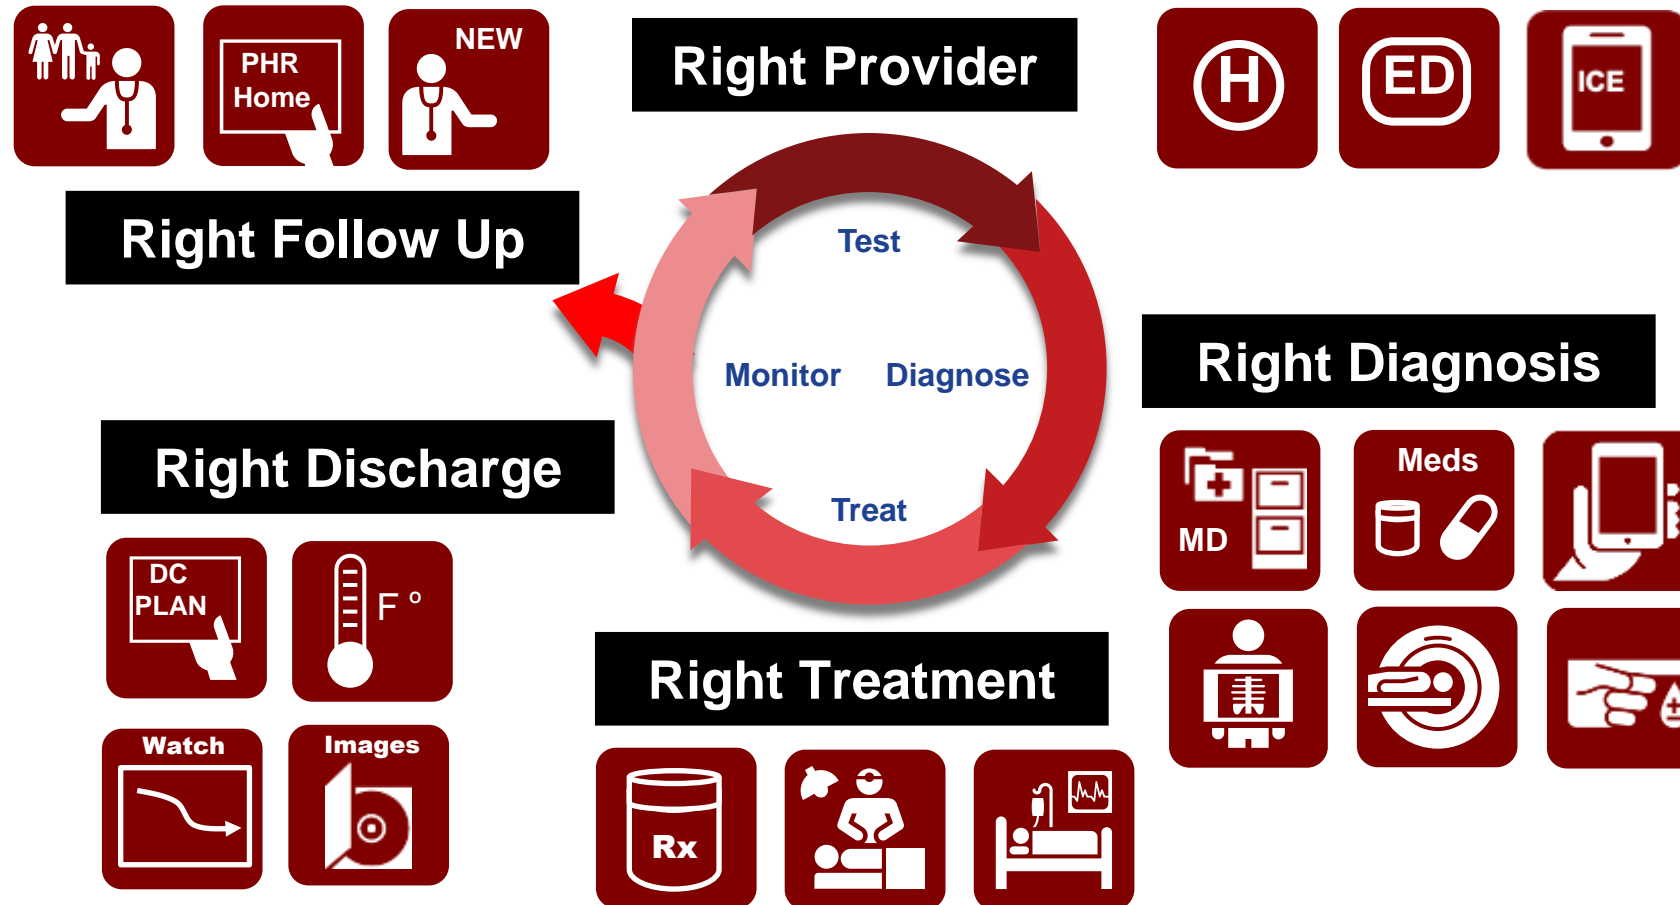 NEW
PHR
Home
Right Provider
H
ED
ICE
Right Follow Up
Test
Monitor
Diagnose
Treat
Right Diagnosis
Right Discharge
MD
Meds
DC
PLAN
F º
Right Treatment
Watch
Images
Rx